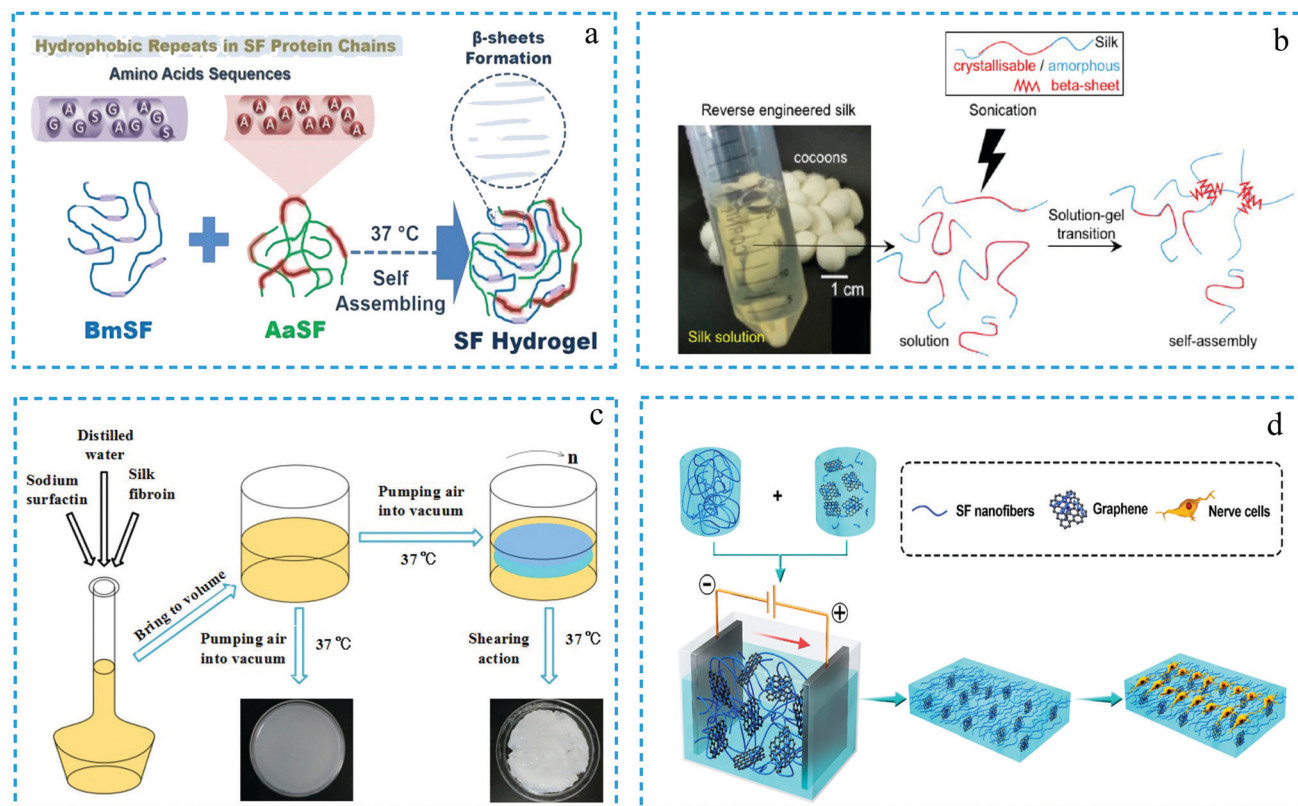 a
Hydrophobic Repeats in SF Protein Chains
Amino Acids Sequences
A S G A
G G S A G G S
A A A A A
A A A A A A
β-sheets
Formation
37 °C
Self
Assembling
BmSF
AaSF
SF Hydrogel
b
Silk
crystallisable / amorphous
beta-sheet
Reverse engineered silk
Sonication
cocoons
1 cm
Silk solution
Solution-gel
transition
solution
self-assembly
c
Distilled
water
Sodium
surfactin
Silk
fibroin
Bring to volume
Pumping air
into vacuum
37 ℃
n
Pumping air
into vacuum
37 ℃
Shearing
action
37 ℃
d
+
SF nanofibers
Graphene
Nerve cells
−
+